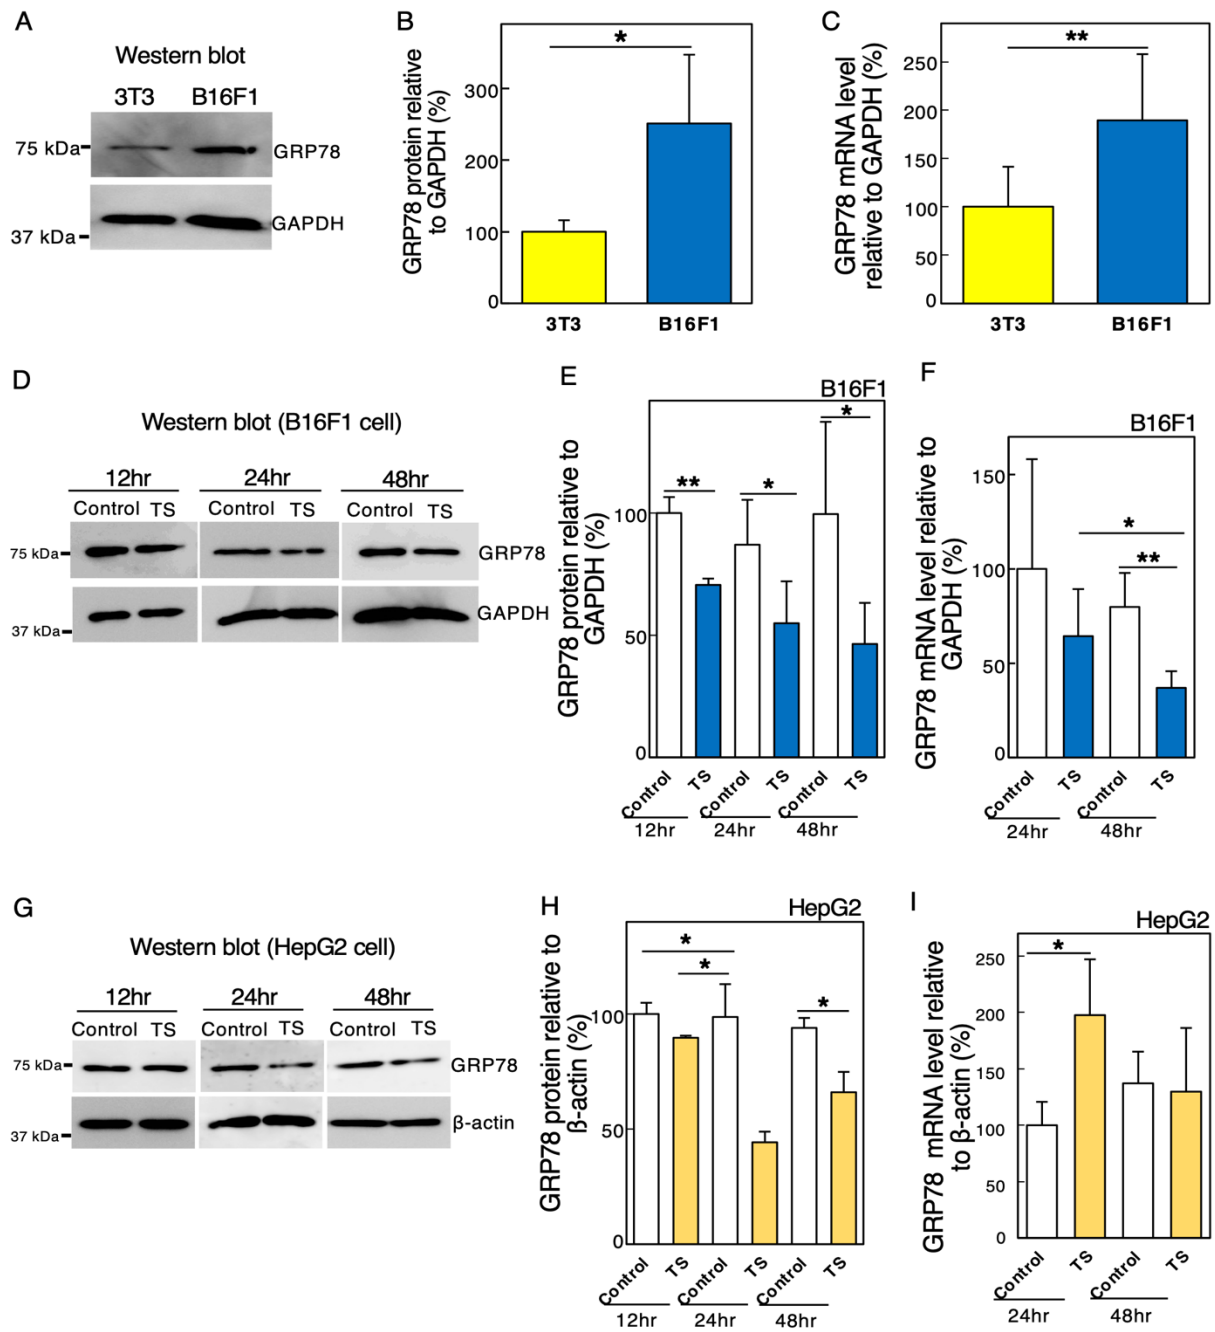 A
Western blot
3T3 B16F1
75 kDa
GRP78
GAPDH
37 kDa
B
GRP78 protein relative
to GAPDH (%)
300
200
100
0
*
3T3 B16F1
C
GRP78 mRNA level
relative to GAPDH (%)
250
200
150
100
50
0
**
3T3 B16F1
D
Western blot (B16F1 cell)
12hr 24hr 48hr
Control TS Control TS Control TS
75 kDa
GRP78
GAPDH
37 kDa
E
B16F1
GRP78 protein relative to
GAPDH (%)
100
50
0
** * *
Control TS Control TS Control TS
12hr 24hr 48hr
F
B16F1
GRP78 mRNA level relative to
GAPDH (%)
150
100
50
0
*
**
Control TS Control TS
24hr 48hr
G
Western blot (HepG2 cell)
12hr 24hr 48hr
Control TS Control TS Control TS
75 kDa
GRP78
β-actin
37 kDa
H
HepG2
GRP78 protein relative to
ß-actin (%)
100
50
0
*
*
*
Control TS Control TS Control TS
12hr 24hr 48hr
I
HepG2
GRP78 mRNA level relative
to β-actin (%)
250
200
150
100
50
0
*
Control TS Control TS
24hr 48hr